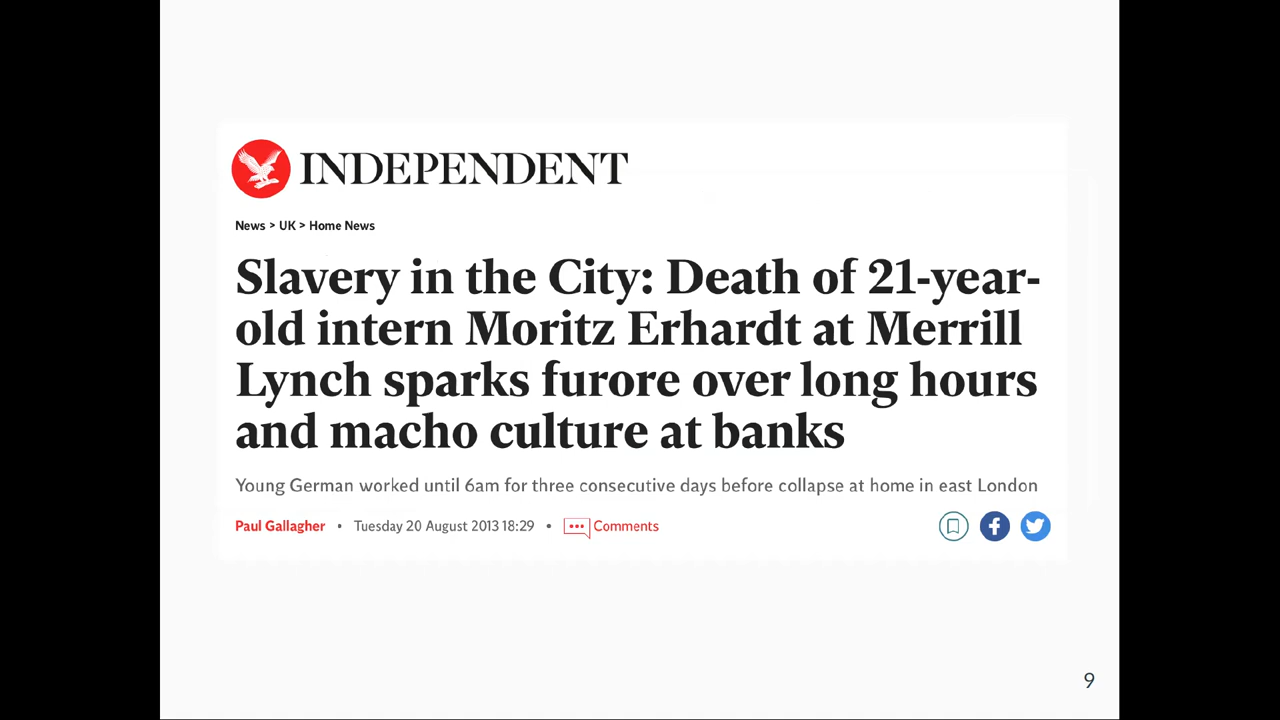 INDEPENDENT
News > UK > Home News
Slavery in the City: Death of 21-year-
old intern Moritz Erhardt at Merrill
Lynch sparks furore over long hours
and macho culture at banks
Young German worked until 6am for three consecutive days before collapse at home in east London
Paul Gallagher • Tuesday 20 August 2013 18:29 • Comments
9